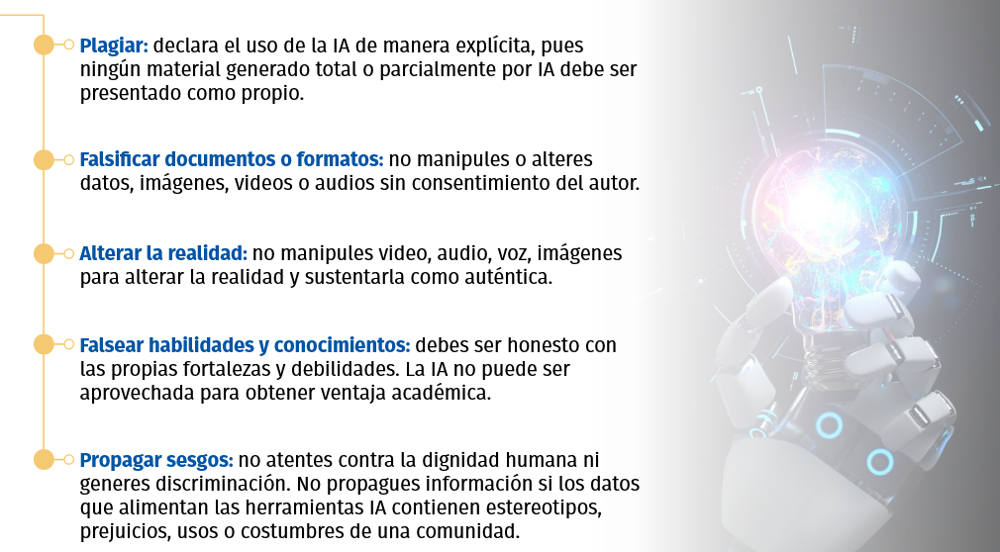 Plagiar: declara el uso de la IA de manera explícita, pues
ningún material generado total o parcialmente por IA debe ser
presentado como propio.
Falsificar documentos o formatos: no manipules o alteres
datos, imágenes, videos o audios sin consentimiento del autor.
Alterar la realidad: no manipules video, audio, voz, imágenes
para alterar la realidad y sustentarla como auténtica.
Falsear habilidades y conocimientos: debes ser honesto con
las propias fortalezas y debilidades. La IA no puede ser
aprovechada para obtener ventaja académica.
Propagar sesgos: no atentes contra la dignidad humana ni
generes discriminación. No propagues información si los datos
que alimentan las herramientas IA contienen estereotipos,
prejuicios, usos o costumbres de una comunidad.